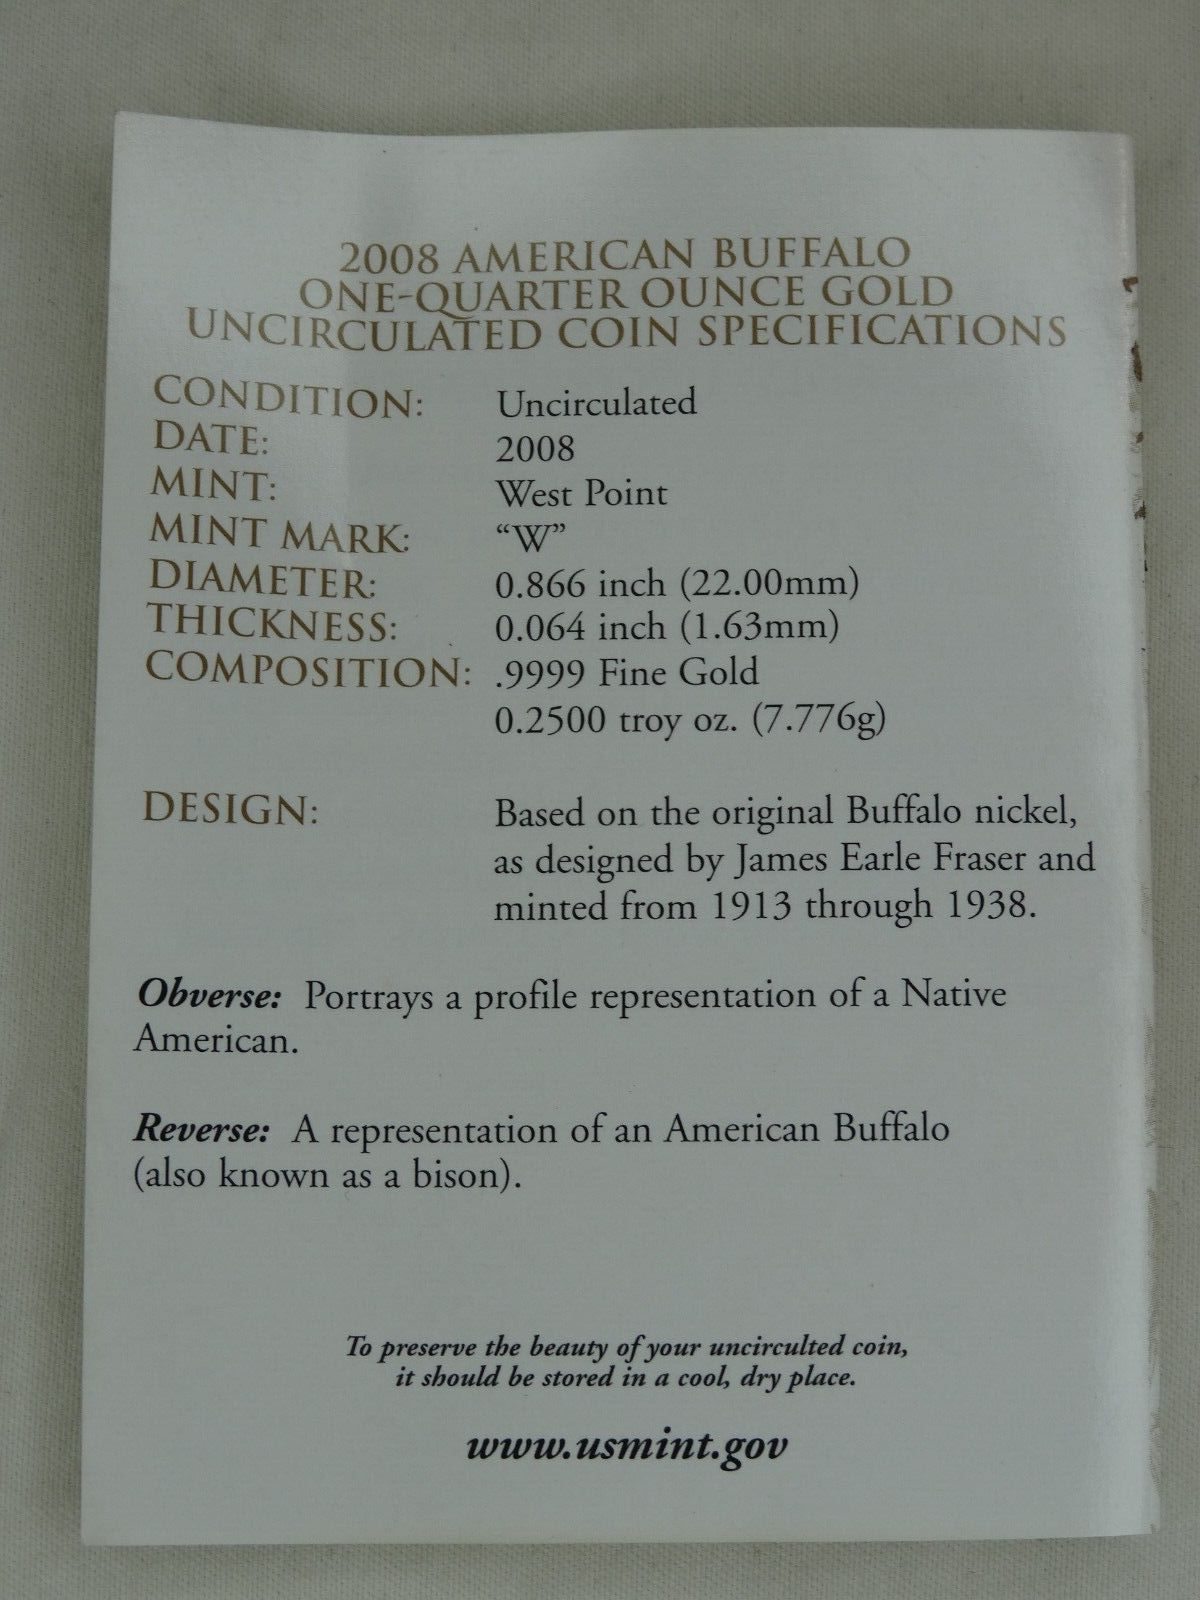 2008 AMERICAN BUFFALO
ONE-QUARTER OUNCE GOLD
UNCIRCULATED COIN SPECIFICATIONS
CONDITION: Uncirculated
DATE: 2008
MINT: West Point
MINT MARK: “W”
DIAMETER: 0.866 inch (22.00mm)
THICKNESS: 0.064 inch (1.63mm)
COMPOSITION: .9999 Fine Gold
0.2500 troy oz. (7.776g)
DESIGN: Based on the original Buffalo nickel,
as designed by James Earle Fraser and
minted from 1913 through 1938.
Obverse: Portrays a profile representation of a Native
American.
Reverse: A representation of an American Buffalo
(also known as a bison).
To preserve the beauty of your uncirculted coin,
it should be stored in a cool, dry place.
www.usmint.gov